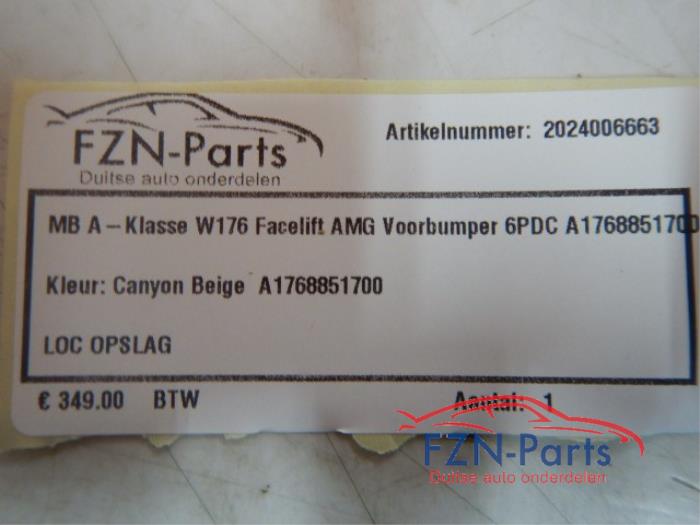 FZN-Parts
Duitse auto onderdelen
Artikelnummer: 2024006663
MB A-Klasse W176 Facelift AMG Voorbumper 6PDC A1768851700
Kleur: Canyon Beige A1768851700
LOC OPSLAG
€ 349.00 BTW Aantal: 1
FZN-Parts
Duitse auto onderdelen